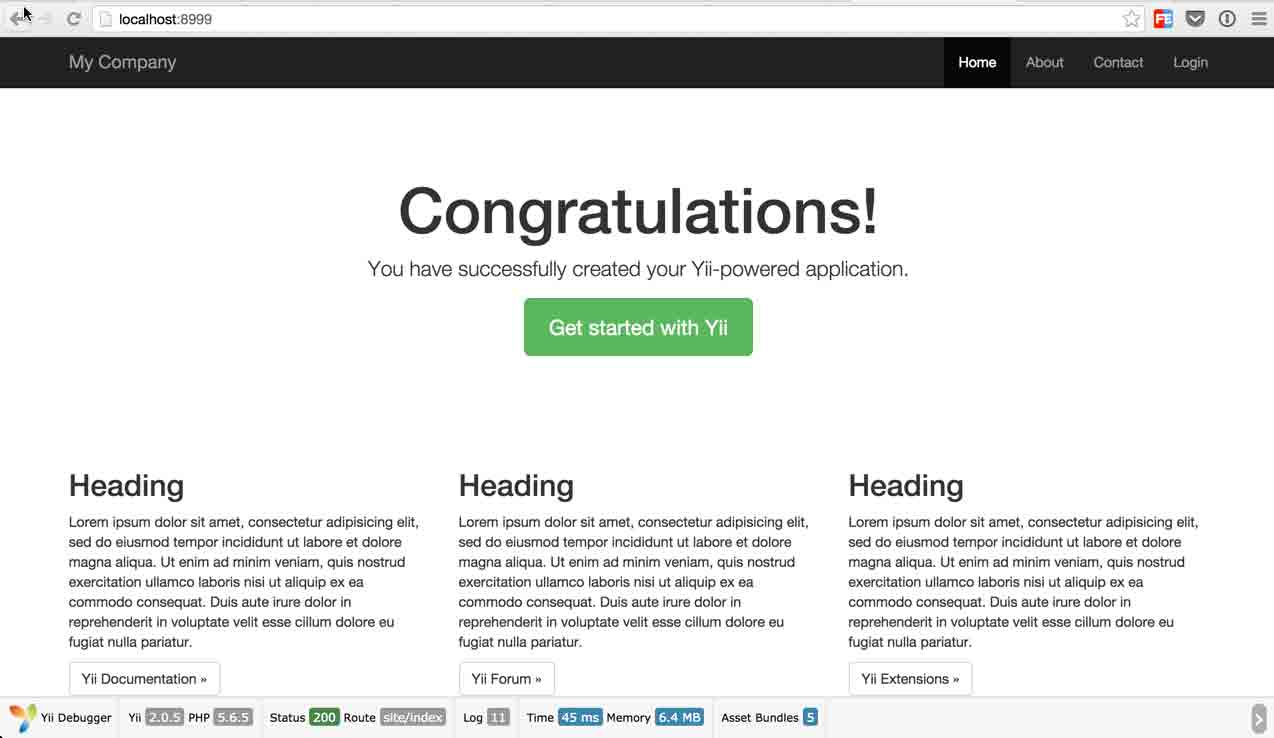 localhost:8999
My Company
Home About Contact Login
Congratulations!
You have successfully created your Yii-powered application.
Get started with Yii
Heading
Lorem ipsum dolor sit amet, consectetur adipisicing elit,
sed do eiusmod tempor incididunt ut labore et dolore
magna aliqua. Ut enim ad minim veniam, quis nostrud
exercitation ullamco laboris nisi ut aliquip ex ea
commodo consequat. Duis aute irure dolor in
reprehenderit in voluptate velit esse cillum dolore eu
fugiat nulla pariatur.
Yii Documentation »
Heading
Lorem ipsum dolor sit amet, consectetur adipisicing elit,
sed do eiusmod tempor incididunt ut labore et dolore
magna aliqua. Ut enim ad minim veniam, quis nostrud
exercitation ullamco laboris nisi ut aliquip ex ea
commodo consequat. Duis aute irure dolor in
reprehenderit in voluptate velit esse cillum dolore eu
fugiat nulla pariatur.
Yii Forum »
Heading
Lorem ipsum dolor sit amet, consectetur adipisicing elit,
sed do eiusmod tempor incididunt ut labore et dolore
magna aliqua. Ut enim ad minim veniam, quis nostrud
exercitation ullamco laboris nisi ut aliquip ex ea
commodo consequat. Duis aute irure dolor in
reprehenderit in voluptate velit esse cillum dolore eu
fugiat nulla pariatur.
Yii Extensions »
Yii Debugger Yii 2.0.5 PHP 5.6.5 Status 200 Route site/index Log 11 Time 45 ms Memory 6.4 MB Asset Bundles 5